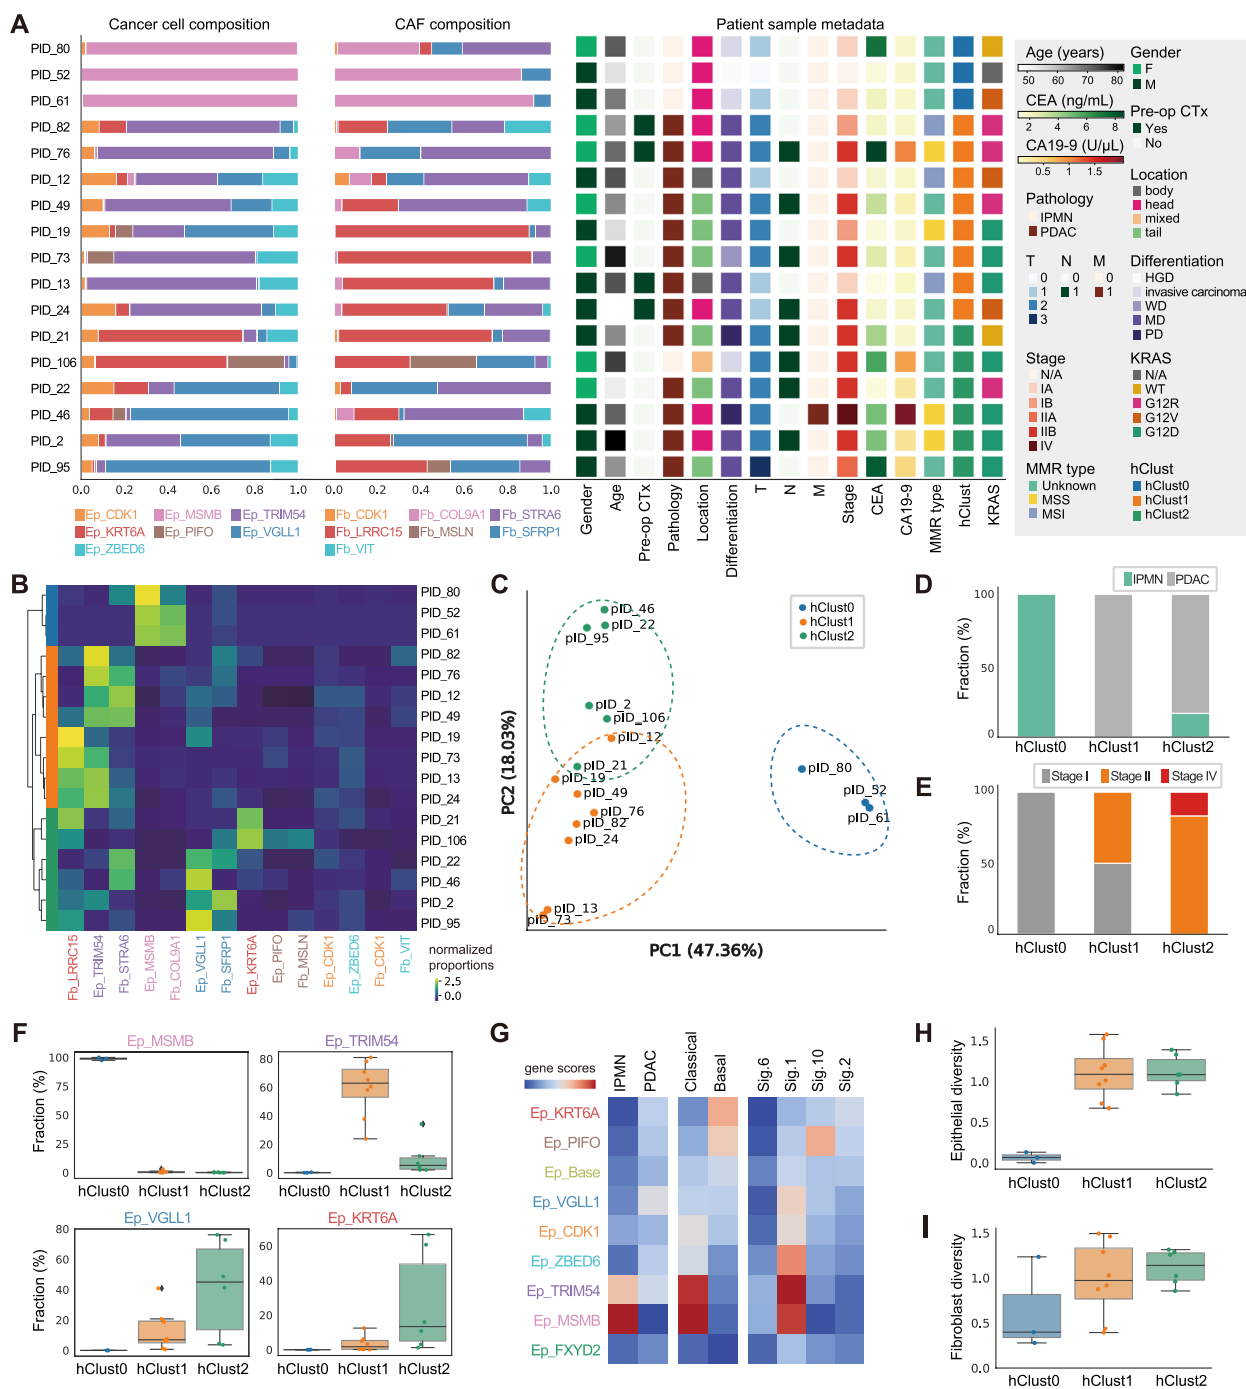 A
Cancer cell composition
CAF composition
Patient sample metadata
PID_80
PID_52
PID_61
PID_82
PID_76
PID_12
PID_49
PID_19
PID_73
PID_13
PID_24
PID_21
PID_106
PID_22
PID_46
PID_2
PID_95
0.0 0.2 0.4 0.6 0.8 1.0
0.0 0.2 0.4 0.6 0.8 1.0
Ep_CDK1 Ep_MSMB Ep_TRIM54
Ep_KRT6A Ep_PIFO Ep_VGLL1
Ep_ZBED6
Fb_CDK1 Fb_COL9A1 Fb_STRA6
Fb_LRRC15 Fb_MSLN Fb_SFRP1
Fb_VIT
Gender
Age
Pre-op CTx
Pathology
Location
Differentiation
T
N
M
Stage
CEA
CA19-9
MMR type
hClust
KRAS
Age (years)
50 60 70 80
CEA (ng/mL)
2 4 6 8
CA19-9 (U/µL)
0.5 1.0 1.5
Pathology
IPMN
PDAC
T N M
0 0 0
1 1 1
2
3
Stage
N/A
IA
IB
IIA
IIB
IV
MMR type
Unknown
MSS
MSI
Gender
F
M
Pre-op CTx
Yes
No
Location
body
head
mixed
tail
Differentiation
HGD
invasive carcinoma
WD
MD
PD
KRAS
N/A
WT
G12R
G12V
G12D
hClust
hClust0
hClust1
hClust2
B
PID_80
PID_52
PID_61
PID_82
PID_76
PID_12
PID_49
PID_19
PID_73
PID_13
PID_24
PID_21
PID_106
PID_22
PID_46
PID_2
PID_95
Fb_LRRC15
Ep_TRIM54
Fb_STRA6
Ep_MSMB
Fb_COL9A1
Ep_VGLL1
Fb_SFRP1
Ep_KRT6A
Ep_PIFO
Fb_MSLN
Ep_CDK1
Ep_ZBED6
Fb_CDK1
Fb_VIT
normalized
proportions
2.5
0.0
C
hClust0
hClust1
hClust2
pID_46
pID_22
pID_95
pID_2
pID_106
pID_12
pID_21
pID_19
pID_49
pID_76
pID_82
pID_24
pID_13
pID_73
pID_80
pID_52
pID_61
PC2 (18.03%)
PC1 (47.36%)
D
IPMN PDAC
Fraction (%)
100
50
0
hClust0 hClust1 hClust2
E
Stage I Stage II Stage IV
Fraction (%)
100
50
0
hClust0 hClust1 hClust2
F
Ep_MSMB
Fraction (%)
100
75
50
25
0
hClust0 hClust1 hClust2
Ep_TRIM54
80
60
40
20
0
hClust0 hClust1 hClust2
Ep_VGLL1
Fraction (%)
80
60
40
20
0
hClust0 hClust1 hClust2
Ep_KRT6A
60
40
20
0
hClust0 hClust1 hClust2
G
gene scores
IPMN
PDAC
Classical
Basal
Sig.6
Sig.1
Sig.10
Sig.2
Ep_KRT6A
Ep_PIFO
Ep_Base
Ep_VGLL1
Ep_CDK1
Ep_ZBED6
Ep_TRIM54
Ep_MSMB
Ep_FXYD2
H
Epithelial diversity
1.5
1.0
0.0
hClust0 hClust1 hClust2
I
Fibroblast diversity
1.5
1.0
0.5
0.0
hClust0 hClust1 hClust2